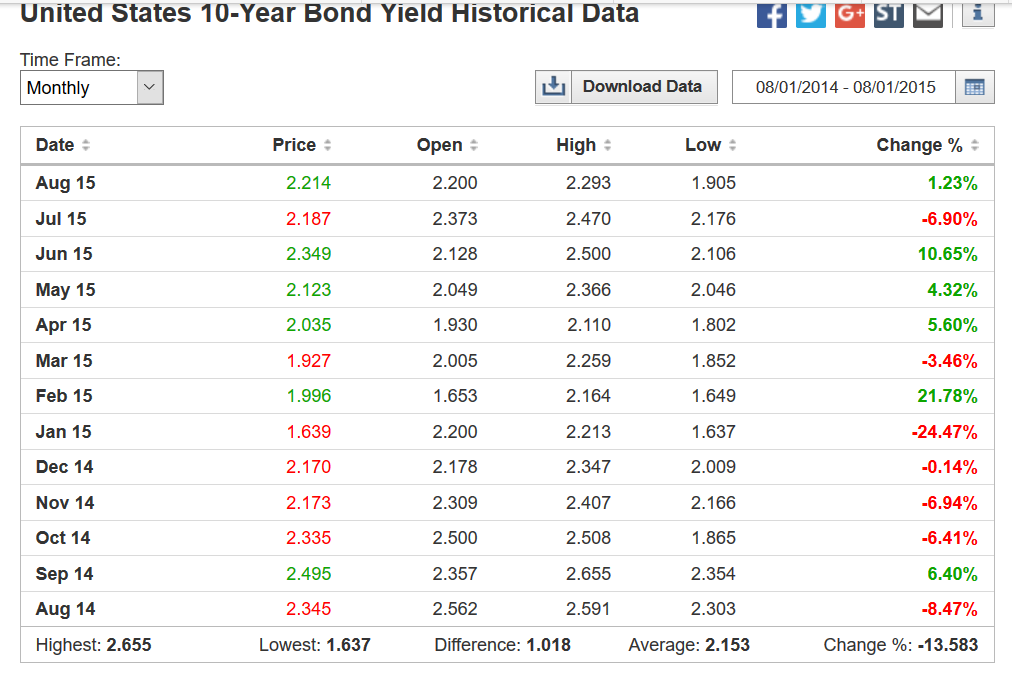 United States 10-Year Bond Yield Historical Data
f G+ ST i
Time Frame:
Monthly Download Data 08/01/2014 - 08/01/2015
Date Price Open High Low Change %
Aug 15 2.214 2.200 2.293 1.905 1.23%
Jul 15 2.187 2.373 2.470 2.176 -6.90%
Jun 15 2.349 2.128 2.500 2.106 10.65%
May 15 2.123 2.049 2.366 2.046 4.32%
Apr 15 2.035 1.930 2.110 1.802 5.60%
Mar 15 1.927 2.005 2.259 1.852 -3.46%
Feb 15 1.996 1.653 2.164 1.649 21.78%
Jan 15 1.639 2.200 2.213 1.637 -24.47%
Dec 14 2.170 2.178 2.347 2.009 -0.14%
Nov 14 2.173 2.309 2.407 2.166 -6.94%
Oct 14 2.335 2.500 2.508 1.865 -6.41%
Sep 14 2.495 2.357 2.655 2.354 6.40%
Aug 14 2.345 2.562 2.591 2.303 -8.47%
Highest: 2.655 Lowest: 1.637 Difference: 1.018 Average: 2.153 Change %: -13.583